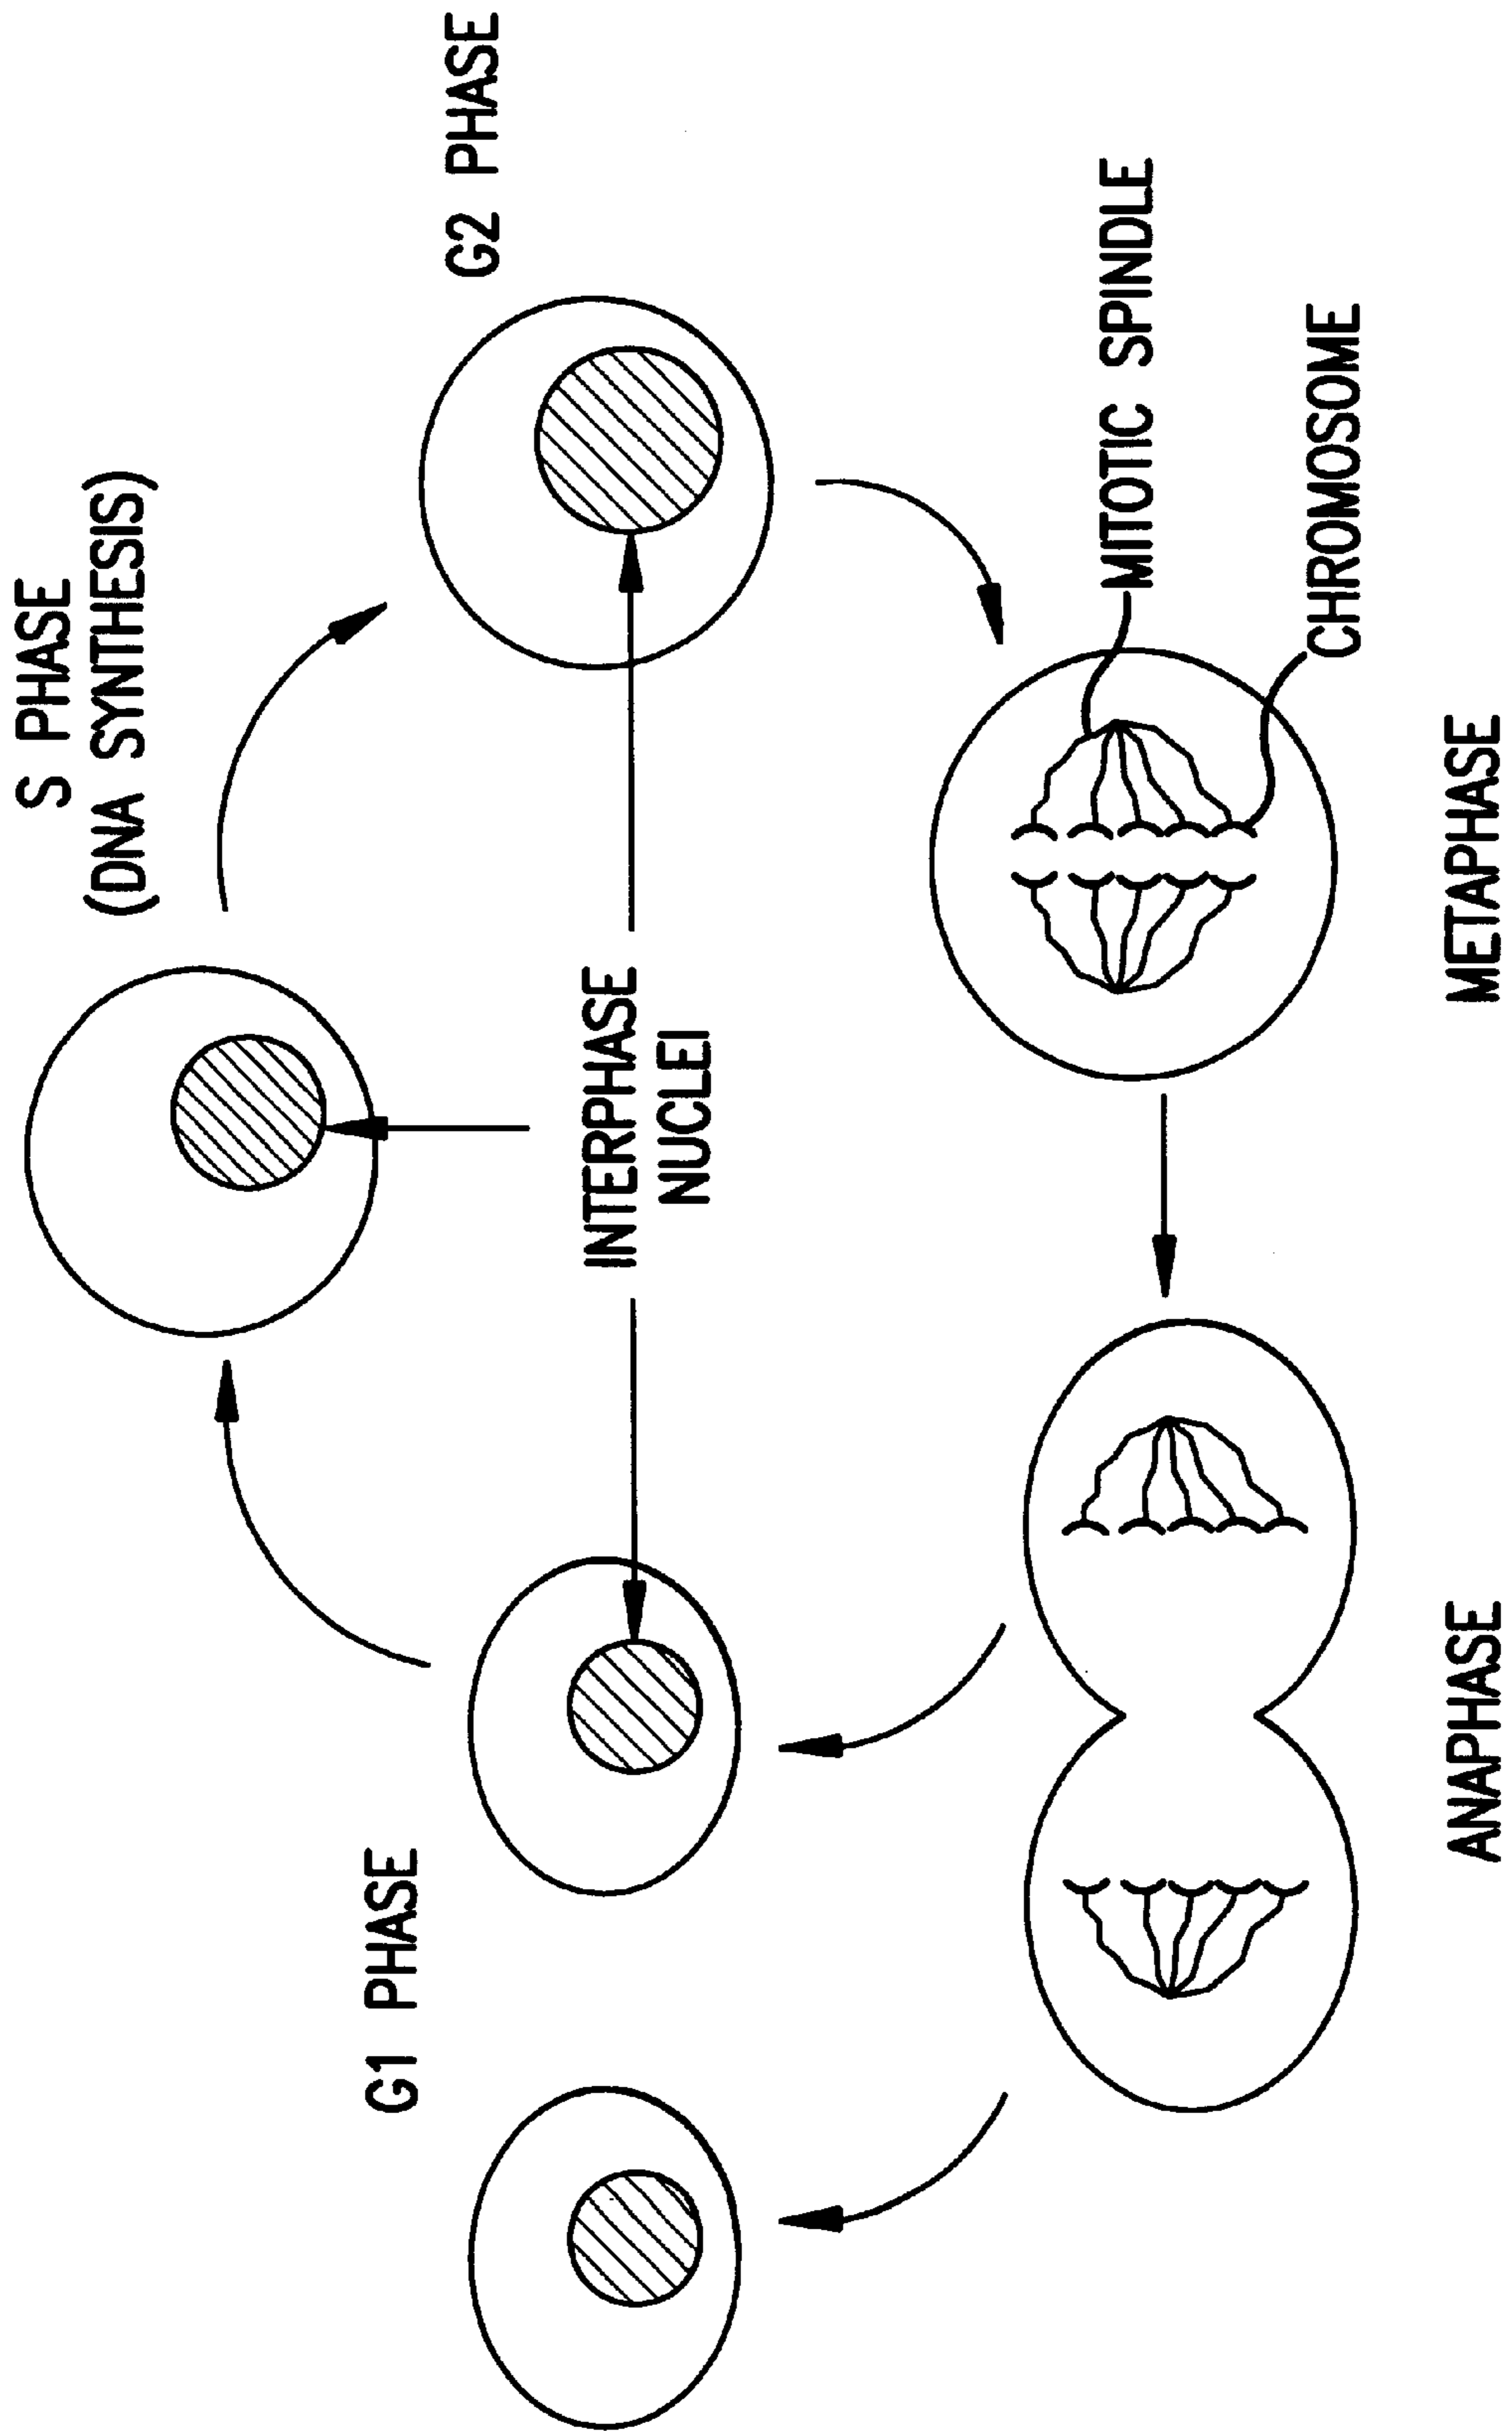 S PHASE
(DNA SYNTHESIS)
G1 PHASE
G2 PHASE
INTERPHASE
NUCLEI
MITOTIC SPINDLE
CHROMOSOME
ANAPHASE
METAPHASE